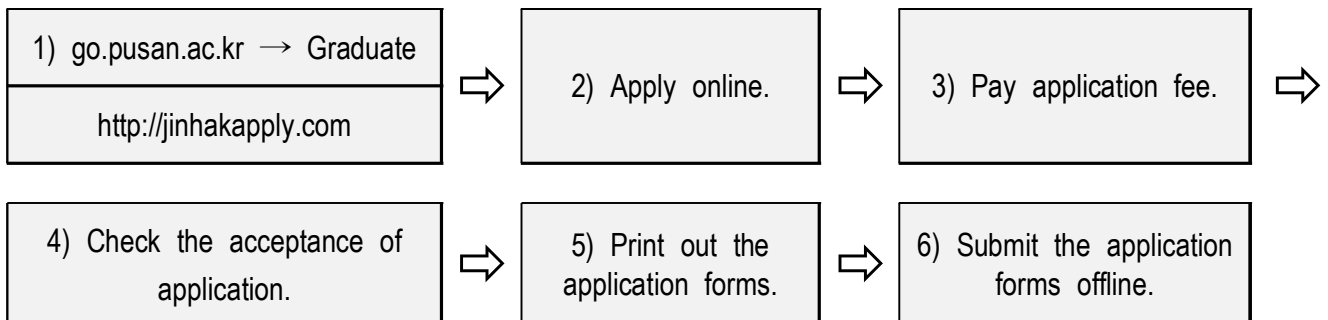 1) go.pusan.ac.kr → Graduate
http://jinhakapply.com
2) Apply online.
3) Pay application fee.
4) Check the acceptance of
application.
5) Print out the
application forms.
6) Submit the application
forms offline.